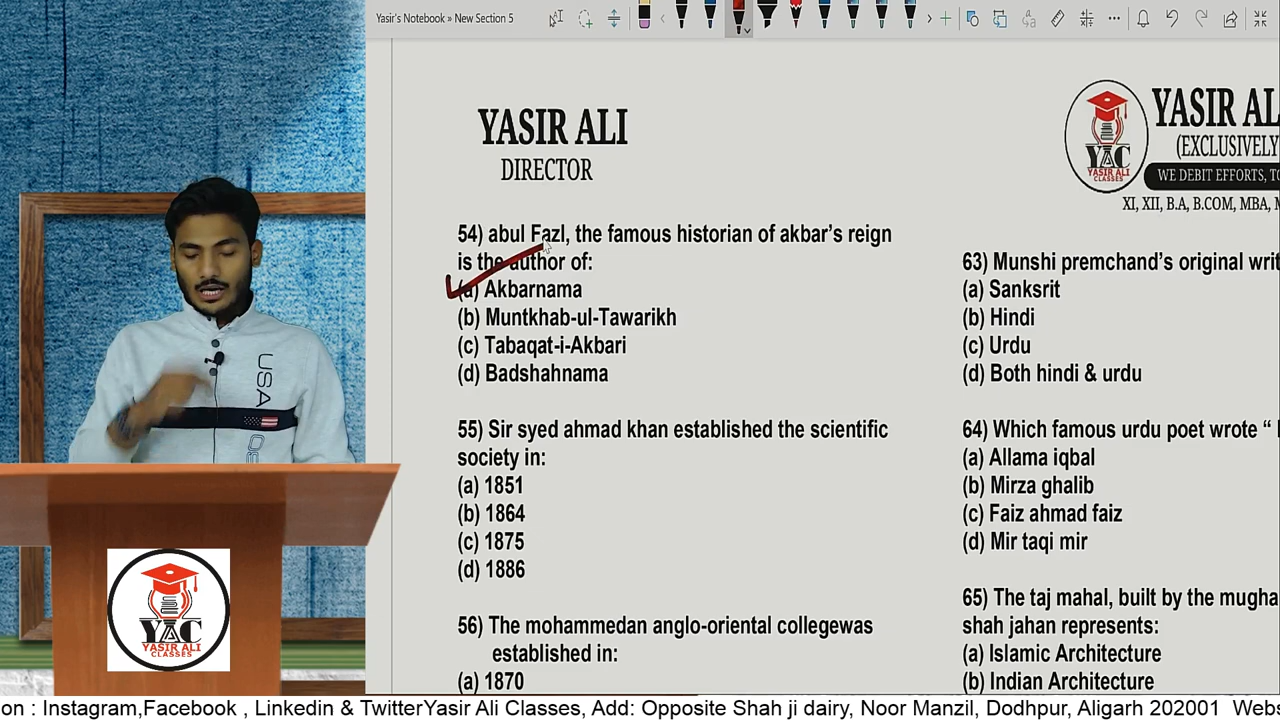 Yasir's Notebook » New Section 5
YASIR ALI
DIRECTOR
YAC
YASIR ALI
CLASSES
YASIR AL
(EXCLUSIVELY
WE DEBIT EFFORTS, TO
XI, XII, B.A, B.COM, MBA, M
54) abul Fazl, the famous historian of akbar's reign
is the author of:
(a) Akbarnama
(b) Muntkhab-ul-Tawarikh
(c) Tabaqat-i-Akbari
(d) Badshahnama
55) Sir syed ahmad khan established the scientific
society in:
(a) 1851
(b) 1864
(c) 1875
(d) 1886
56) The mohammedan anglo-oriental collegewas
established in:
(a) 1870
63) Munshi premchand's original writ
(a) Sanksrit
(b) Hindi
(c) Urdu
(d) Both hindi & urdu
64) Which famous urdu poet wrote “
(a) Allama iqbal
(b) Mirza ghalib
(c) Faiz ahmad faiz
(d) Mir taqi mir
65) The taj mahal, built by the mugha
shah jahan represents:
(a) Islamic Architecture
(b) Indian Architecture
USA
YAC
YASIR ALI
CLASSES
on : Instagram,Facebook , Linkedin & TwitterYasir Ali Classes, Add: Opposite Shah ji dairy, Noor Manzil, Dodhpur, Aligarh 202001 Webs